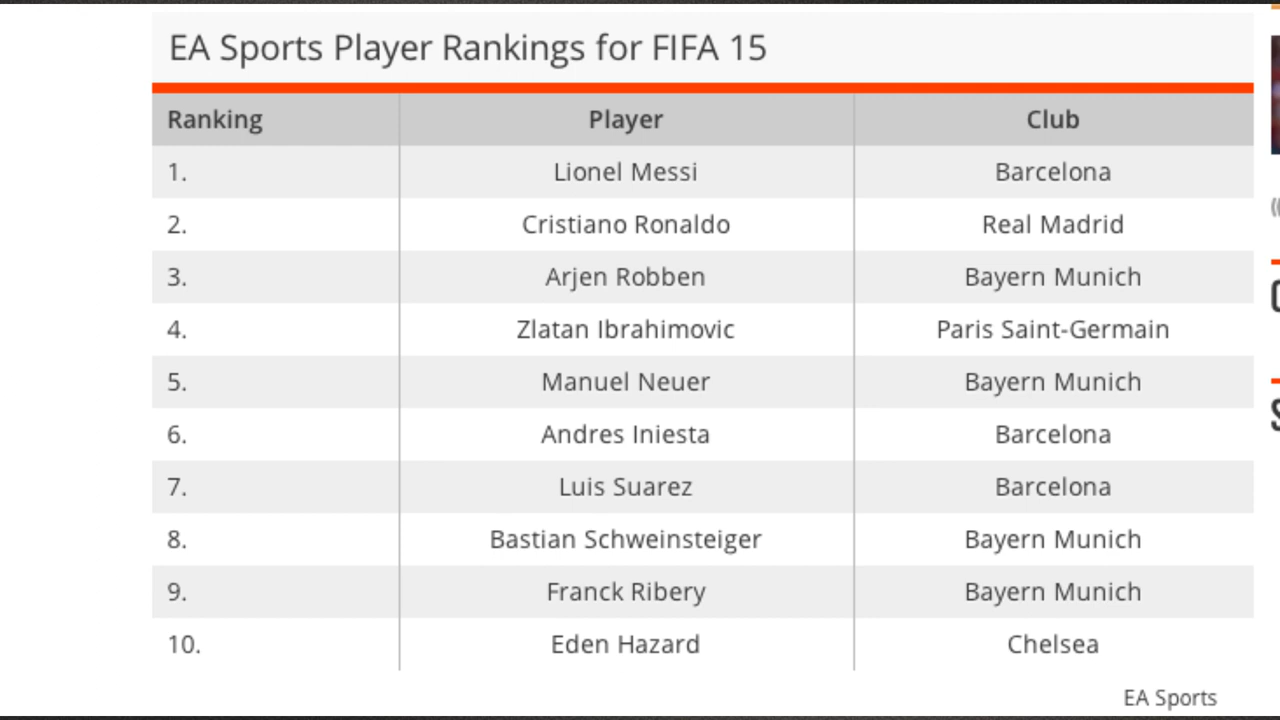 EA Sports Player Rankings for FIFA 15
Ranking Player Club
1. Lionel Messi Barcelona
2. Cristiano Ronaldo Real Madrid
3. Arjen Robben Bayern Munich
4. Zlatan Ibrahimovic Paris Saint-Germain
5. Manuel Neuer Bayern Munich
6. Andres Iniesta Barcelona
7. Luis Suarez Barcelona
8. Bastian Schweinsteiger Bayern Munich
9. Franck Ribery Bayern Munich
10. Eden Hazard Chelsea
EA Sports